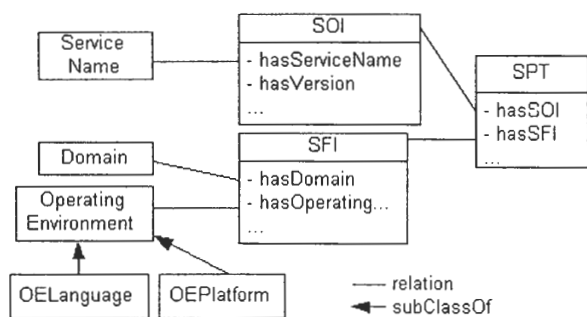 Service
Name
SOI
- hasServiceName
- hasVersion
...
SPT
- hasSOI
- hasSFI
...
Domain
SFI
- hasDomain
- hasOperating...
...
Operating
Environment
OELanguage
OEPlatform
relation
subClassOf